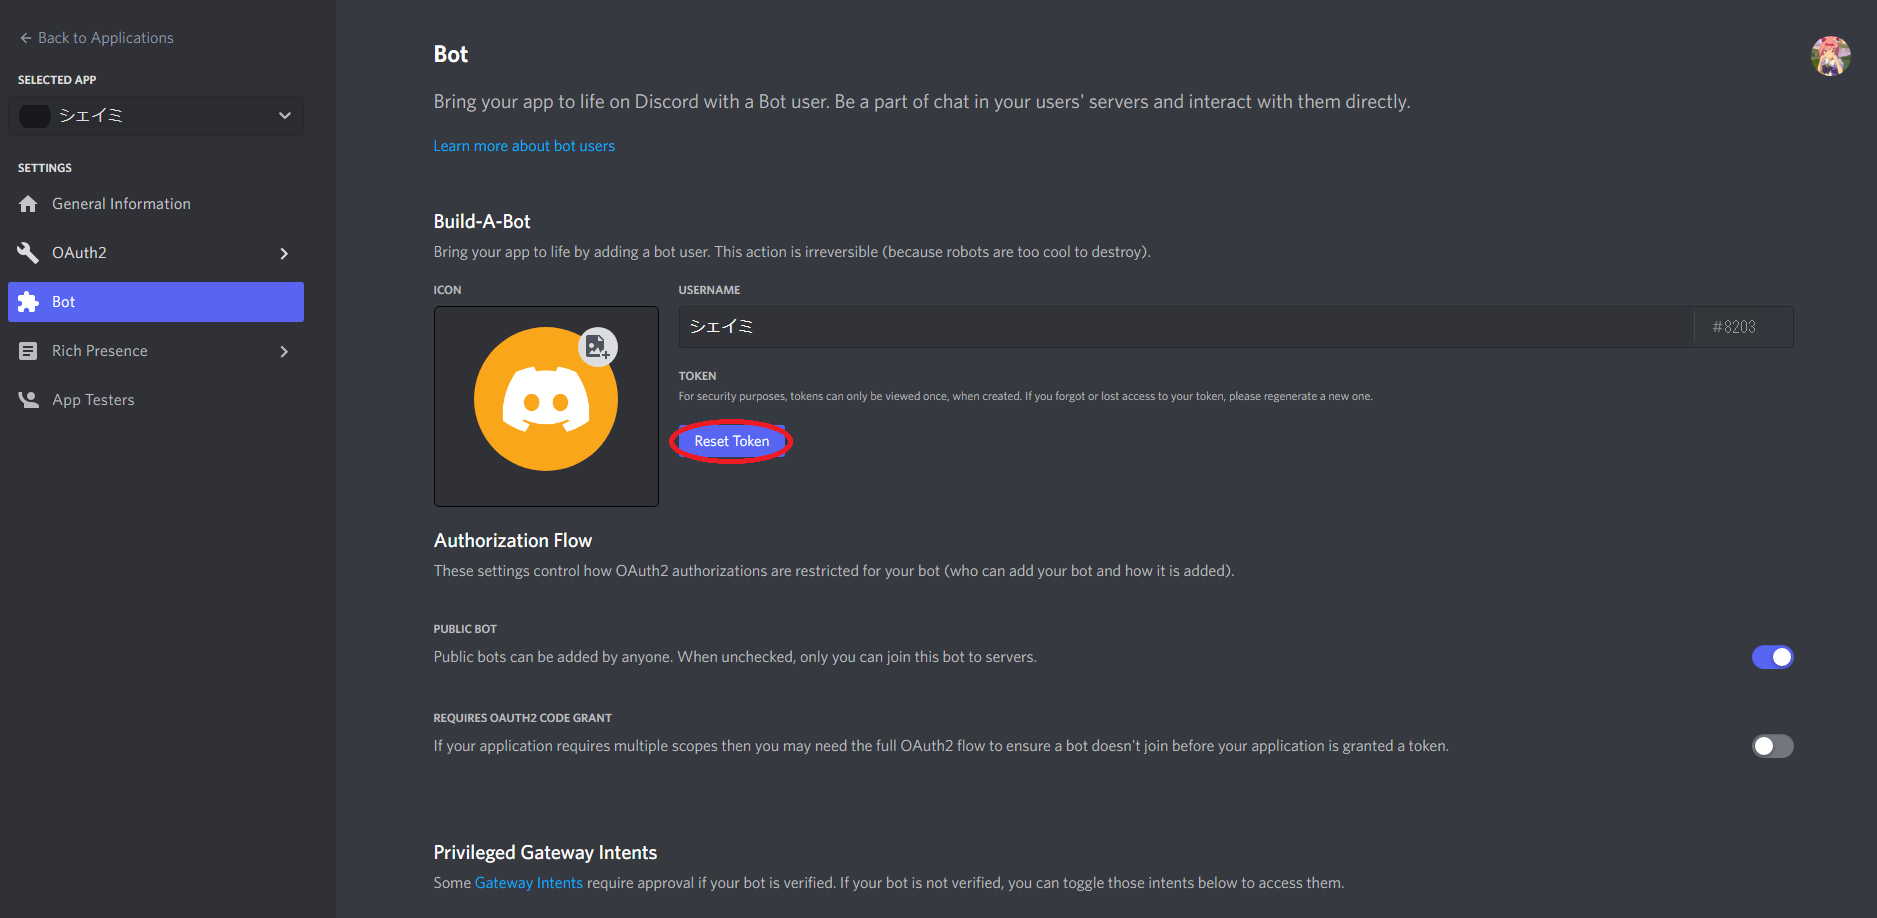 Back to Applications
SELECTED APP
シェイミ
SETTINGS
General Information
OAuth2
Bot
Rich Presence
App Testers
Bot
Bring your app to life on Discord with a Bot user. Be a part of chat in your users' servers and interact with them directly.
Learn more about bot users
Build-A-Bot
Bring your app to life by adding a bot user. This action is irreversible (because robots are too cool to destroy).
ICON
USERNAME
シェイミ #8203
TOKEN
For security purposes, tokens can only be viewed once, when created. If you forgot or lost access to your token, please regenerate a new one.
Reset Token
Authorization Flow
These settings control how OAuth2 authorizations are restricted for your bot (who can add your bot and how it is added).
PUBLIC BOT
Public bots can be added by anyone. When unchecked, only you can join this bot to servers.
REQUIRES OAUTH2 CODE GRANT
If your application requires multiple scopes then you may need the full OAuth2 flow to ensure a bot doesn't join before your application is granted a token.
Privileged Gateway Intents
Some Gateway Intents require approval if your bot is verified. If your bot is not verified, you can toggle those intents below to access them.